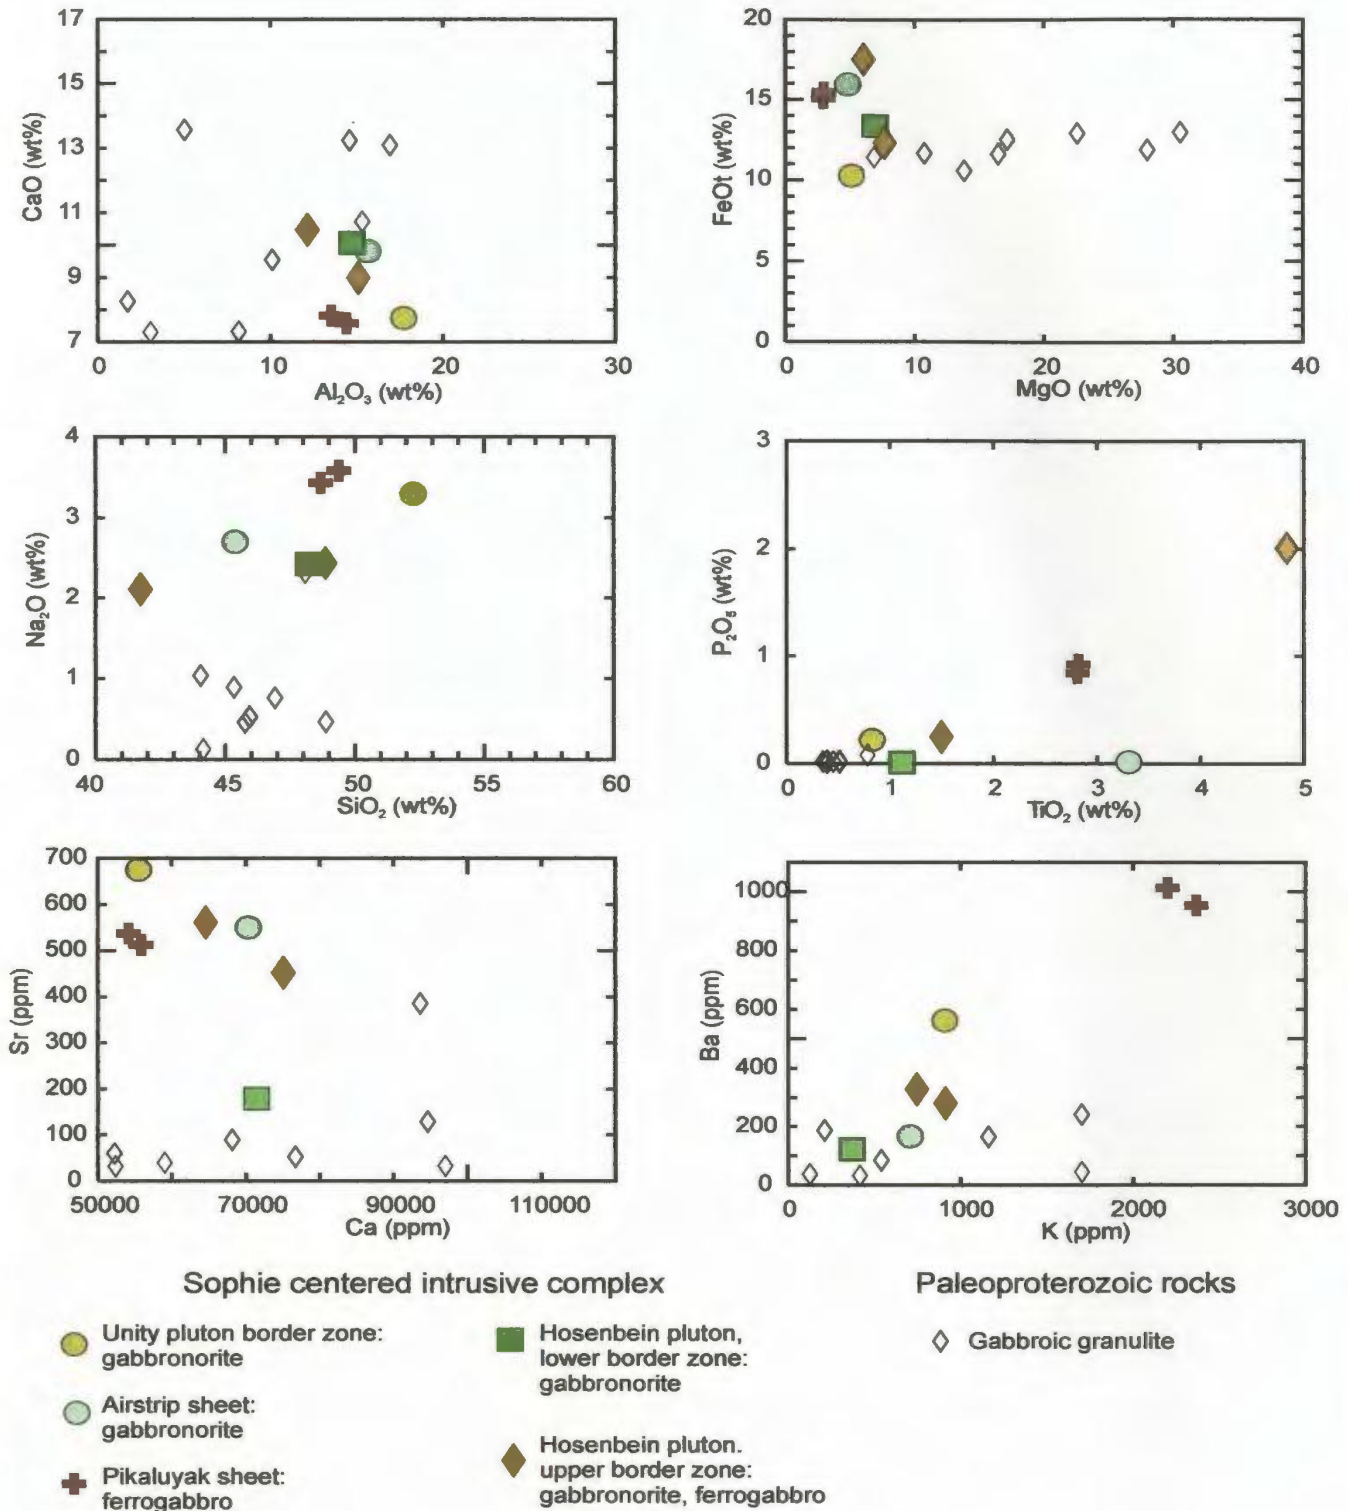 17
15
13
11
9
7
CaO (wt%)
0
10
20
30
Al₂O₃ (wt%)
20
15
10
5
0
FeOt (wt%)
0
10
20
30
40
MgO (wt%)
4
3
2
1
0
Na₂O (wt%)
40
45
50
55
60
SiO₂ (wt%)
3
2
1
0
P₂O₅ (wt%)
0
1
2
3
4
5
TiO₂ (wt%)
700
600
500
400
300
200
100
0
Sr (ppm)
50000
70000
90000
110000
Ca (ppm)
1000
800
600
400
200
0
Ba (ppm)
0
1000
2000
3000
K (ppm)
Sophie centered intrusive complex
Unity pluton border zone:
gabbronorite
Airstrip sheet:
gabbronorite
Pikaluyak sheet:
ferrogabbro
Hosenbein pluton,
lower border zone:
gabbronorite
Hosenbein pluton.
upper border zone:
gabbronorite, ferrogabbro
Paleoproterozoic rocks
Gabbroic granulite